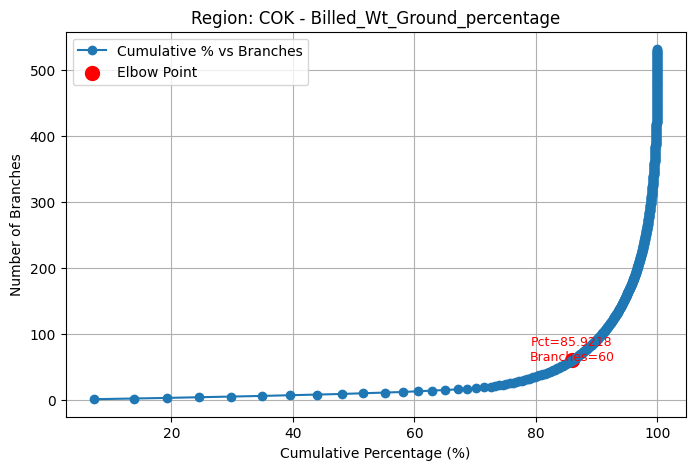 Region: COK - Billed_Wt_Ground_percentage
Cumulative % vs Branches
Elbow Point
Number of Branches
500
400
300
200
100
0
Pct=85.9218
Branches=60
20
40
60
80
100
Cumulative Percentage (%)